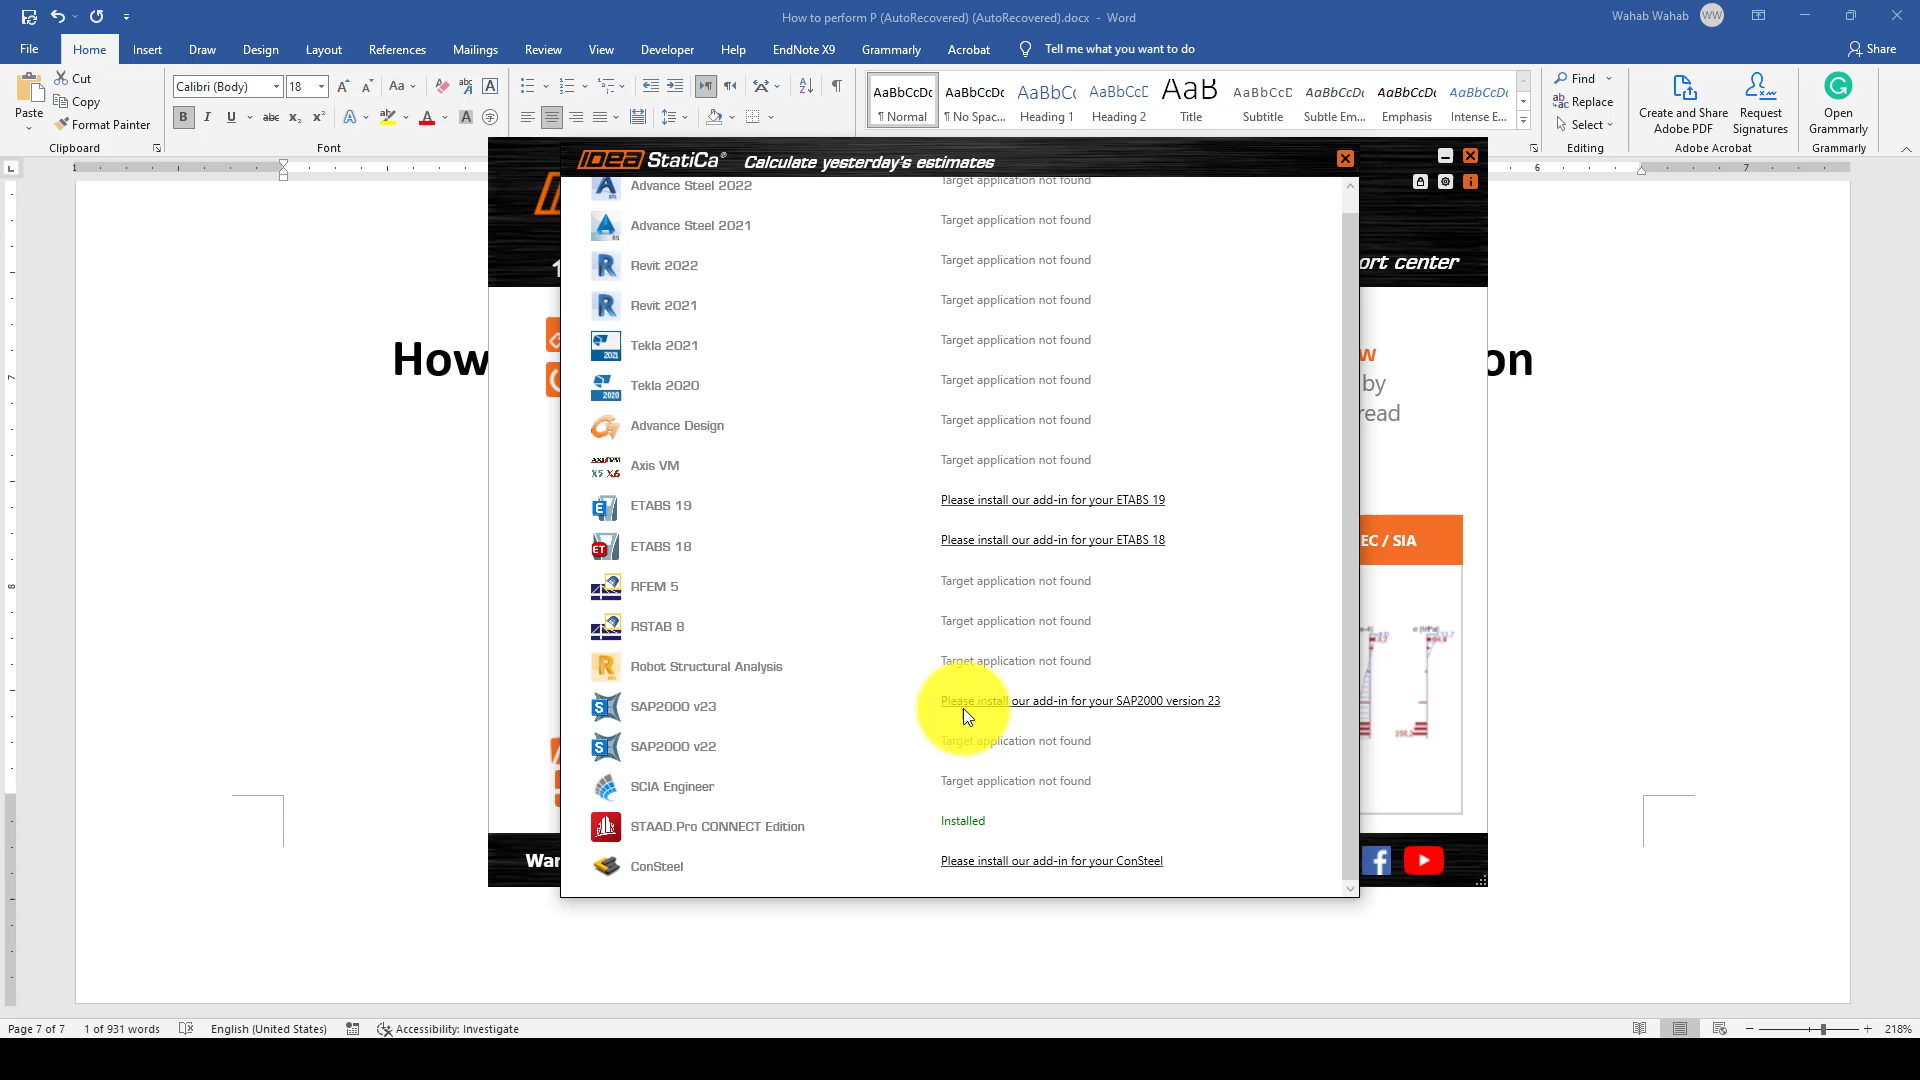 How to perform P (AutoRecovered) (AutoRecovered).docx - Word
Wahab Wahab
WW
File
Home
Insert
Draw
Design
Layout
References
Mailings
Review
View
Developer
Help
EndNote X9
Grammarly
Acrobat
Tell me what you want to do
Share
Paste
Cut
Copy
Format Painter
Clipboard
Calibri (Body)
18
Font
AaBbCcDc
¶ Normal
AaBbCcDc
¶ No Spac...
AaBbCc
Heading 1
AaBbCcC
Heading 2
AaB
Title
AaBbCcC
Subtitle
AaBbCcDc
Subtle Em...
AaBbCcDc
Emphasis
AaBbCcDc
Intense E...
Find
Replace
Select
Editing
Create and Share
Adobe PDF
Request
Signatures
Adobe Acrobat
Open
Grammarly
Grammarly
IDEA StatiCa® Calculate yesterday's estimates
Advance Steel 2022
Target application not found
Advance Steel 2021
Target application not found
Revit 2022
Target application not found
Revit 2021
Target application not found
Tekla 2021
Target application not found
Tekla 2020
Target application not found
Advance Design
Target application not found
Axis VM
Target application not found
ETABS 19
Please install our add-in for your ETABS 19
ETABS 18
Please install our add-in for your ETABS 18
RFEM 5
Target application not found
RSTAB 8
Target application not found
Robot Structural Analysis
Target application not found
SAP2000 v23
Please install our add-in for your SAP2000 version 23
SAP2000 v22
Target application not found
SCIA Engineer
Target application not found
STAAD.Pro CONNECT Edition
Installed
ConSteel
Please install our add-in for your ConSteel
ort center
How
on
w
by
read
EC / SIA
War
Page 7 of 7
1 of 931 words
English (United States)
Accessibility: Investigate
218%